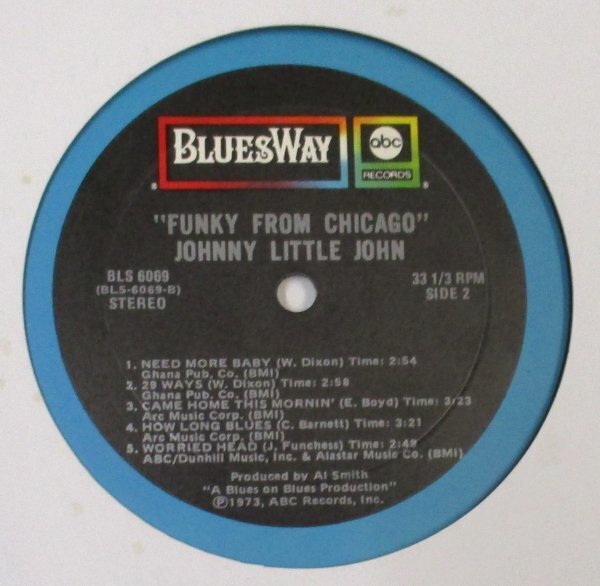 BLUESWAY
abc
RECORDS
"FUNKY FROM CHICAGO"
JOHNNY LITTLE JOHN
BLS 6069
(BLS-6069-B)
STEREO
33 1/3 RPM
SIDE 2
1. NEED MORE BABY (W. Dixon) Time: 2:54
Ghana Pub. Co. (BMI)
2. 29 WAYS (W. Dixon) Time: 2:58
Ghana Pub. Co. (BMI)
3. CAME HOME THIS MORNIN' (E. Boyd) Time: 3:23
Arc Music Corp. (BMI)
4. HOW LONG BLUES (C. Barnett) Time: 3:21
Arc Music Corp. (BMI)
5. WORRIED HEAD (J. Funchess) Time: 2:49
ABC/Dunhill Music, Inc. & Alastar Music Co. (BMI)
Produced by Al Smith
"A Blues on Blues Production"
Ⓟ1973, ABC Records, Inc.